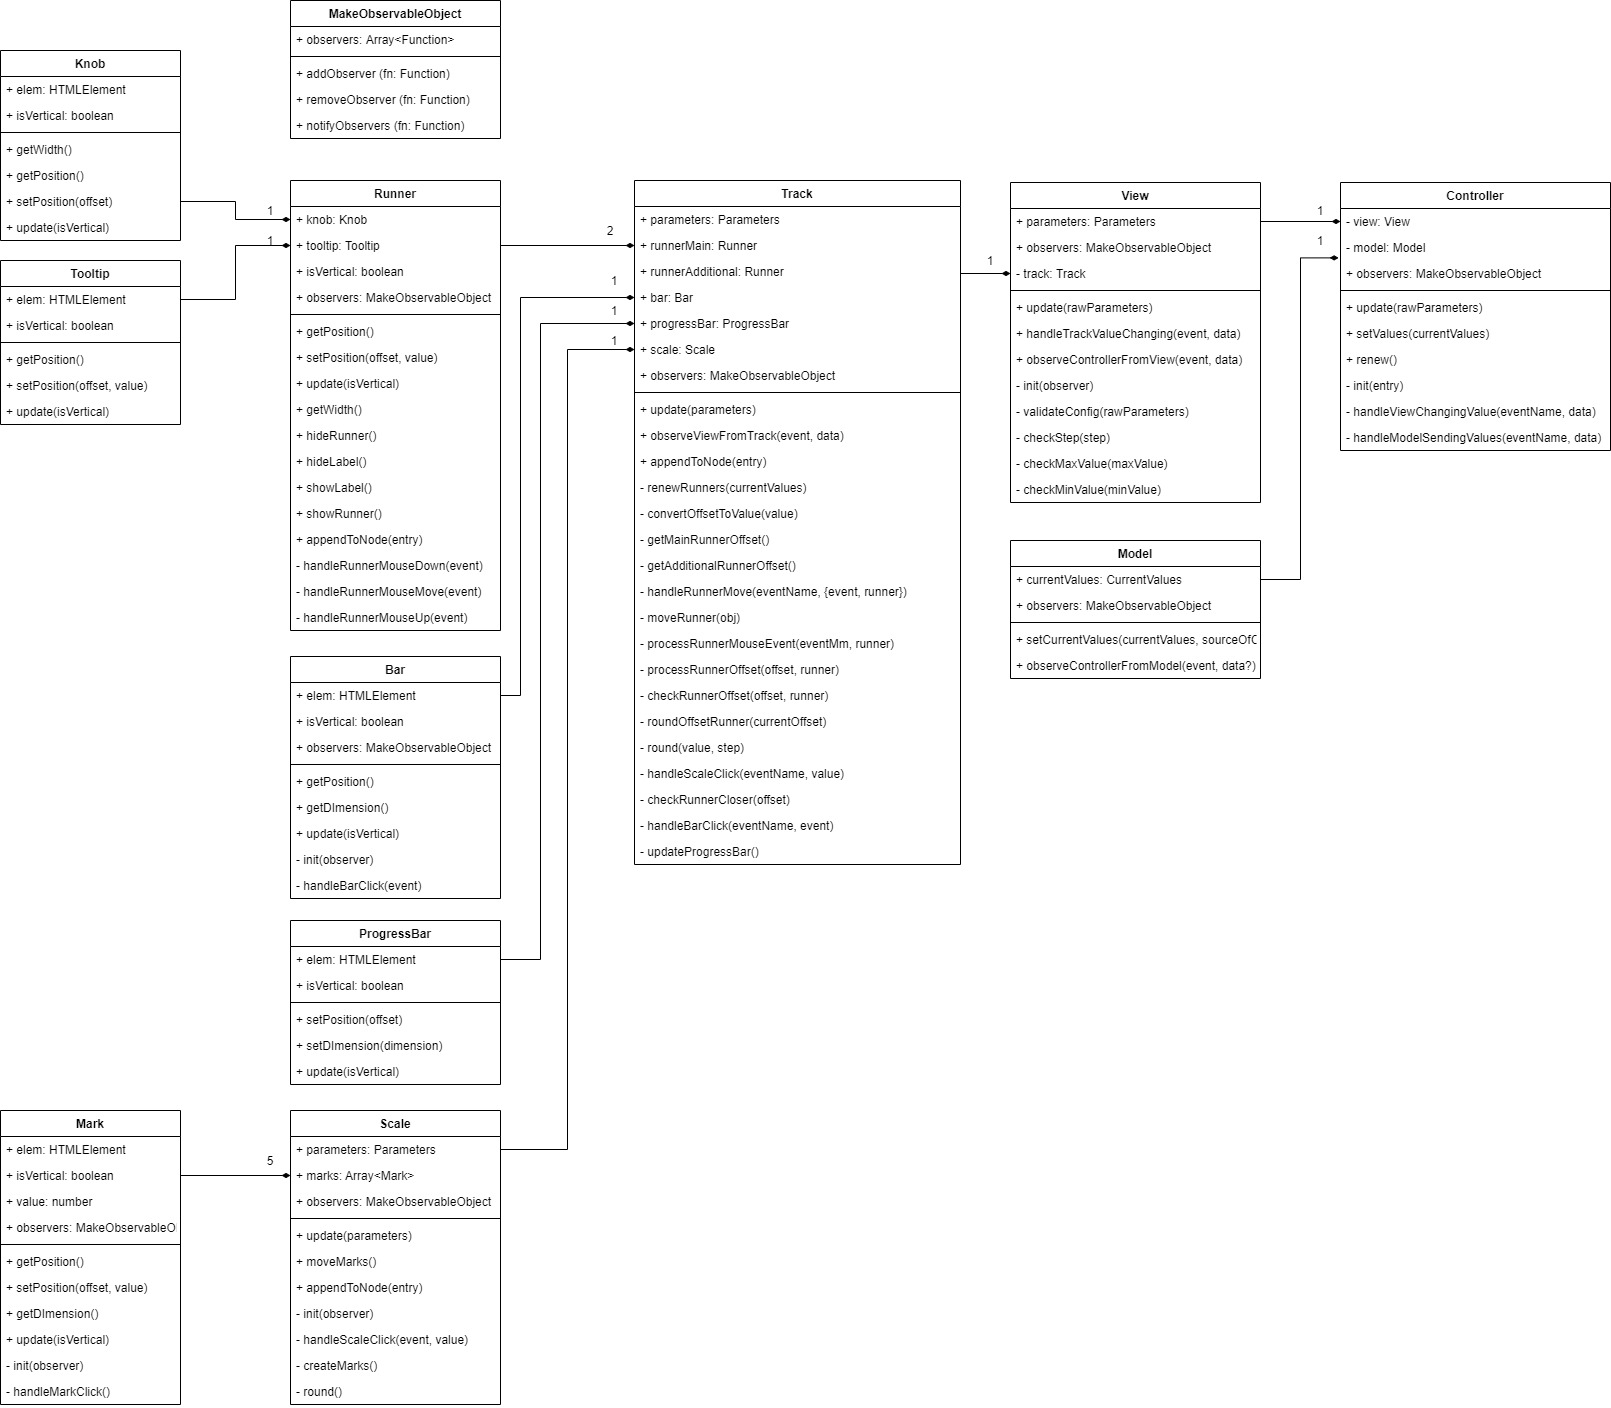 MakeObservableObject
+ observers: Array<Function>
+ addObserver (fn: Function)
+ removeObserver (fn: Function)
+ notifyObservers (fn: Function)
Knob
+ elem: HTMLElement
+ isVertical: boolean
+ getWidth()
+ getPosition()
+ setPosition(offset)
+ update(isVertical)
1
Tooltip
+ elem: HTMLElement
+ isVertical: boolean
+ getPosition()
+ setPosition(offset, value)
+ update(isVertical)
1
Runner
+ knob: Knob
+ tooltip: Tooltip
+ isVertical: boolean
+ observers: MakeObservableObject
+ getPosition()
+ setPosition(offset, value)
+ update(isVertical)
+ getWidth()
+ hideRunner()
+ hideLabel()
+ showLabel()
+ showRunner()
+ appendToNode(entry)
- handleRunnerMouseDown(event)
- handleRunnerMouseMove(event)
- handleRunnerMouseUp(event)
2
1
1
1
Track
+ parameters: Parameters
+ runnerMain: Runner
+ runnerAdditional: Runner
+ bar: Bar
+ progressBar: ProgressBar
+ scale: Scale
+ observers: MakeObservableObject
+ update(parameters)
+ observeViewFromTrack(event, data)
+ appendToNode(entry)
- renewRunners(currentValues)
- convertOffsetToValue(value)
- getMainRunnerOffset()
- getAdditionalRunnerOffset()
- handleRunnerMove(eventName, {event, runner})
- moveRunner(obj)
- processRunnerMouseEvent(eventMm, runner)
- processRunnerOffset(offset, runner)
- checkRunnerOffset(offset, runner)
- roundOffsetRunner(currentOffset)
- round(value, step)
- handleScaleClick(eventName, value)
- checkRunnerCloser(offset)
- handleBarClick(eventName, event)
- updateProgressBar()
1
View
+ parameters: Parameters
+ observers: MakeObservableObject
- track: Track
+ update(rawParameters)
+ handleTrackValueChanging(event, data)
+ observeControllerFromView(event, data)
- init(observer)
- validateConfig(rawParameters)
- checkStep(step)
- checkMaxValue(maxValue)
- checkMinValue(minValue)
1
1
Controller
- view: View
- model: Model
+ observers: MakeObservableObject
+ update(rawParameters)
+ setValues(currentValues)
+ renew()
- init(entry)
- handleViewChangingValue(eventName, data)
- handleModelSendingValues(eventName, data)
Model
+ currentValues: CurrentValues
+ observers: MakeObservableObject
+ setCurrentValues(currentValues, sourceOfC
+ observeControllerFromModel(event, data?)
Bar
+ elem: HTMLElement
+ isVertical: boolean
+ observers: MakeObservableObject
+ getPosition()
+ getDImension()
+ update(isVertical)
- init(observer)
- handleBarClick(event)
ProgressBar
+ elem: HTMLElement
+ isVertical: boolean
+ setPosition(offset)
+ setDImension(dimension)
+ update(isVertical)
Mark
+ elem: HTMLElement
+ isVertical: boolean
+ value: number
+ observers: MakeObservableO
+ getPosition()
+ setPosition(offset, value)
+ getDImension()
+ update(isVertical)
- init(observer)
- handleMarkClick()
5
Scale
+ parameters: Parameters
+ marks: Array<Mark>
+ observers: MakeObservableObject
+ update(parameters)
+ moveMarks()
+ appendToNode(entry)
- init(observer)
- handleScaleClick(event, value)
- createMarks()
- round()